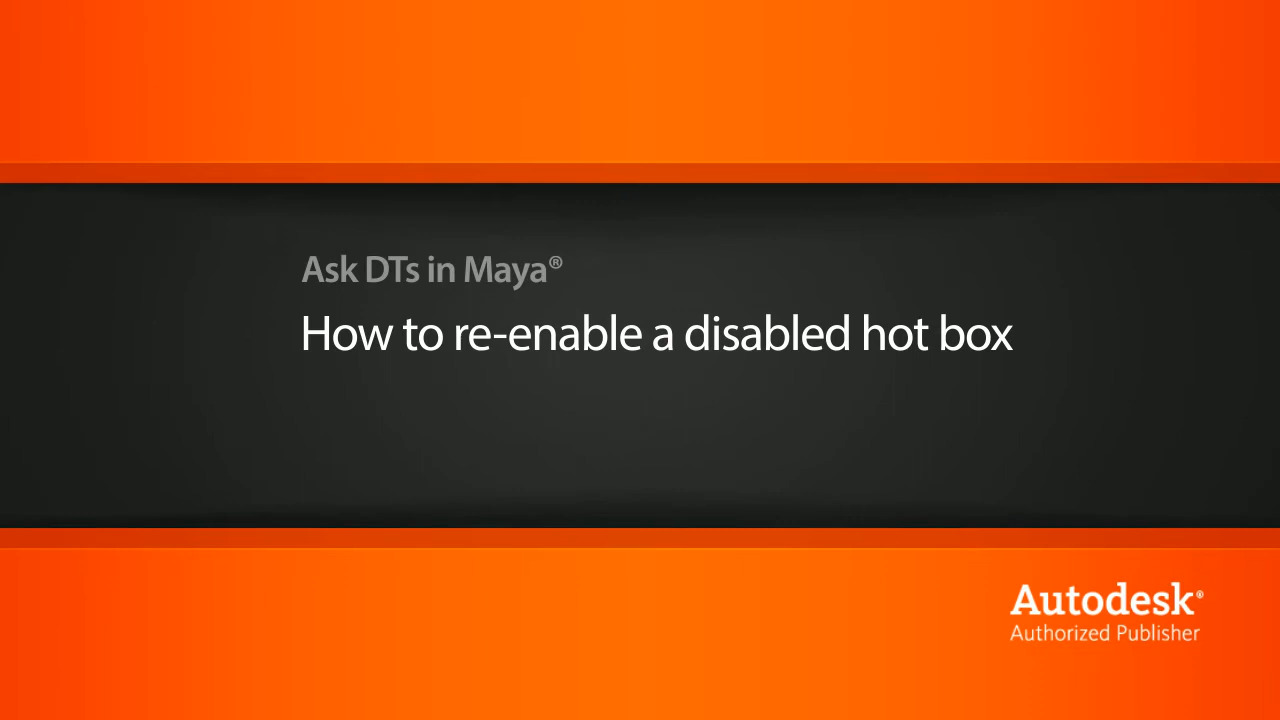 Ask DTs in Maya®
How to re-enable a disabled hot box
Autodesk®
Authorized Publisher